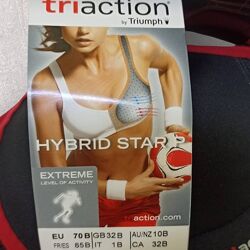 triaction
by Triumph
HYBRID STAR
EXTREME
LEVEL OF ACTIVITY
triaction.com
EU 70B GB 32B AU/NZ 10B
FR/ES 85B IT 1B CA 32B